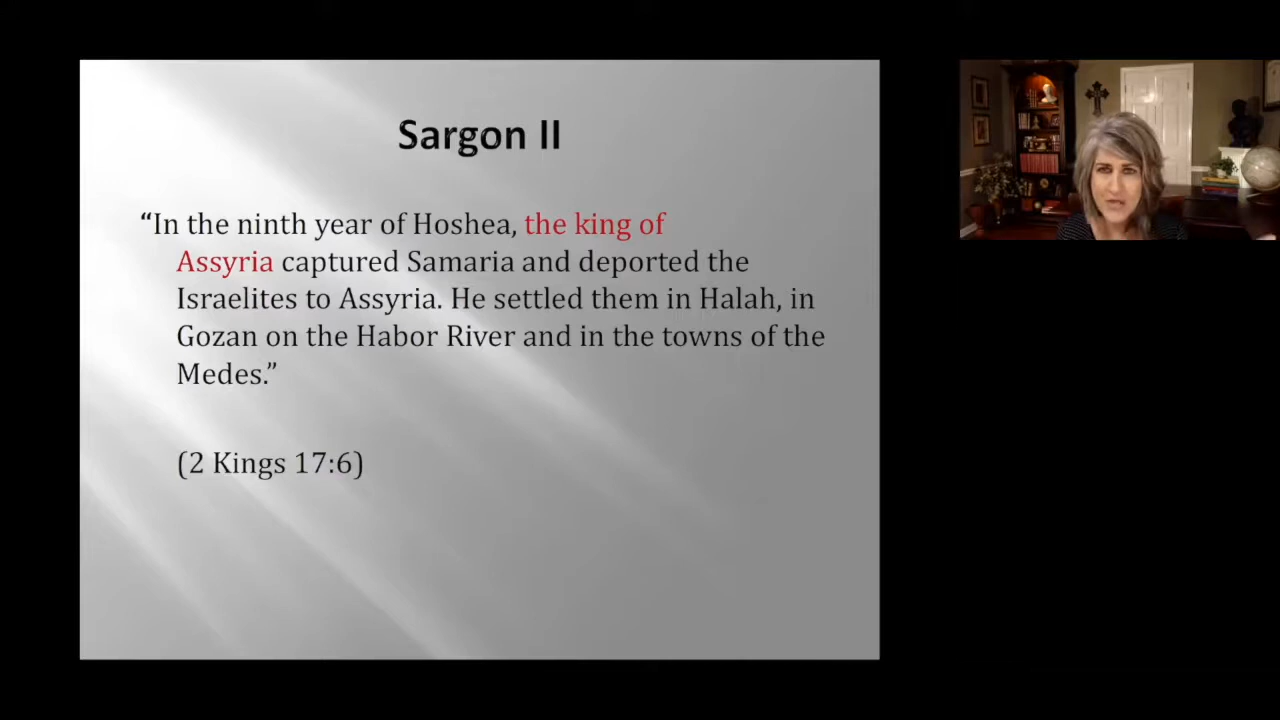 Sargon II
“In the ninth year of Hoshea, the king of
Assyria captured Samaria and deported the
Israelites to Assyria. He settled them in Halah, in
Gozan on the Habor River and in the towns of the
Medes.”
(2 Kings 17:6)